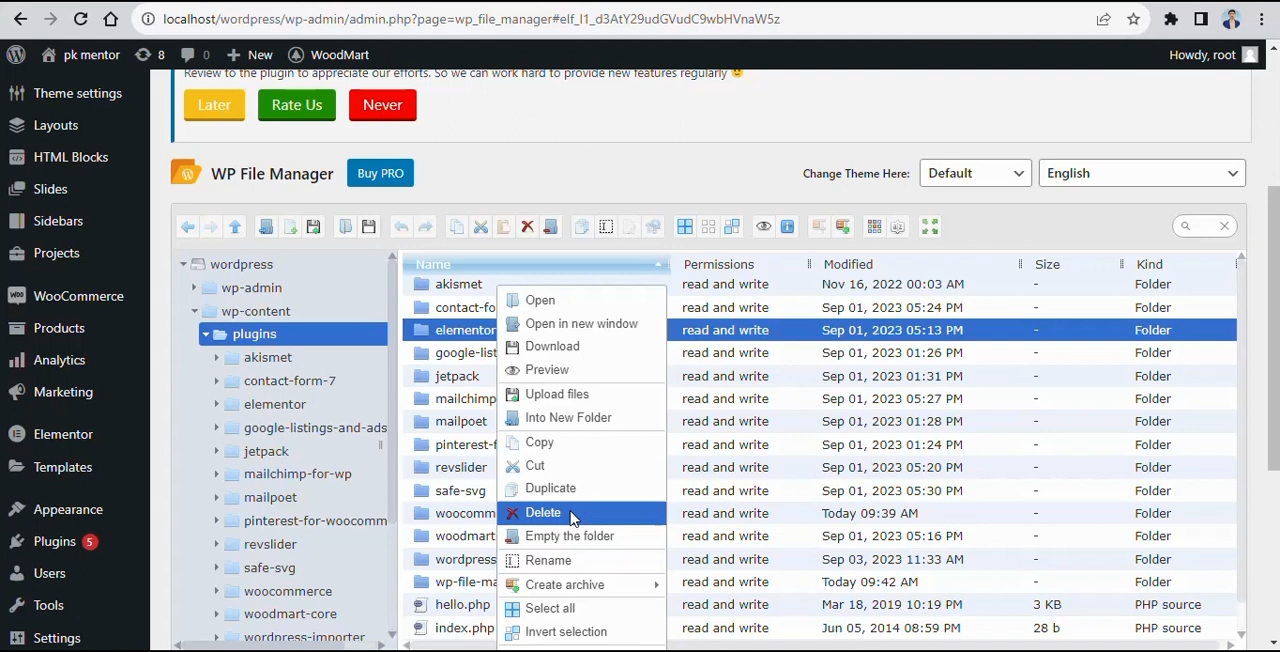 localhost/wordpress/wp-admin/admin.php?page=wp_file_manager#elf_l1_d3AtY29udGVudC9wbHVnaW5z
pk mentor 8 0 New WoodMart Howdy, root
Review to the plugin to appreciate our efforts. So we can work hard to provide new features regularly
Later Rate Us Never
WP File Manager Buy PRO Change Theme Here: Default English
Theme settings
Layouts
HTML Blocks
Slides
Sidebars
Projects
WooCommerce
Products
Analytics
Marketing
Elementor
Templates
Appearance
Plugins 5
Users
Tools
Settings
wordpress
wp-admin
wp-content
plugins
akismet
contact-form-7
elementor
google-listings-and-ads
jetpack
mailchimp-for-wp
mailpoet
pinterest-for-woocomm
revslider
safe-svg
woocommerce
woodmart-core
wordpress-importer
Name Permissions Modified Size Kind
akismet read and write Nov 16, 2022 00:03 AM - Folder
contact-fo read and write Sep 01, 2023 05:24 PM - Folder
elementor read and write Sep 01, 2023 05:13 PM - Folder
google-list read and write Sep 01, 2023 01:26 PM - Folder
jetpack read and write Sep 01, 2023 01:31 PM - Folder
mailchimp read and write Sep 01, 2023 05:27 PM - Folder
mailpoet read and write Sep 01, 2023 01:28 PM - Folder
pinterest-f read and write Sep 01, 2023 01:24 PM - Folder
revslider read and write Sep 01, 2023 05:20 PM - Folder
safe-svg read and write Sep 01, 2023 05:30 PM - Folder
woocomm read and write Today 09:39 AM - Folder
woodmart read and write Sep 01, 2023 05:16 PM - Folder
wordpress read and write Sep 03, 2023 11:33 AM - Folder
wp-file-ma read and write Today 09:42 AM - Folder
hello.php read and write Mar 18, 2019 10:19 PM 3 KB PHP source
index.php read and write Jun 05, 2014 08:59 PM 28 b PHP source
Open
Open in new window
Download
Preview
Upload files
Into New Folder
Copy
Cut
Duplicate
Delete
Empty the folder
Rename
Create archive
Select all
Invert selection